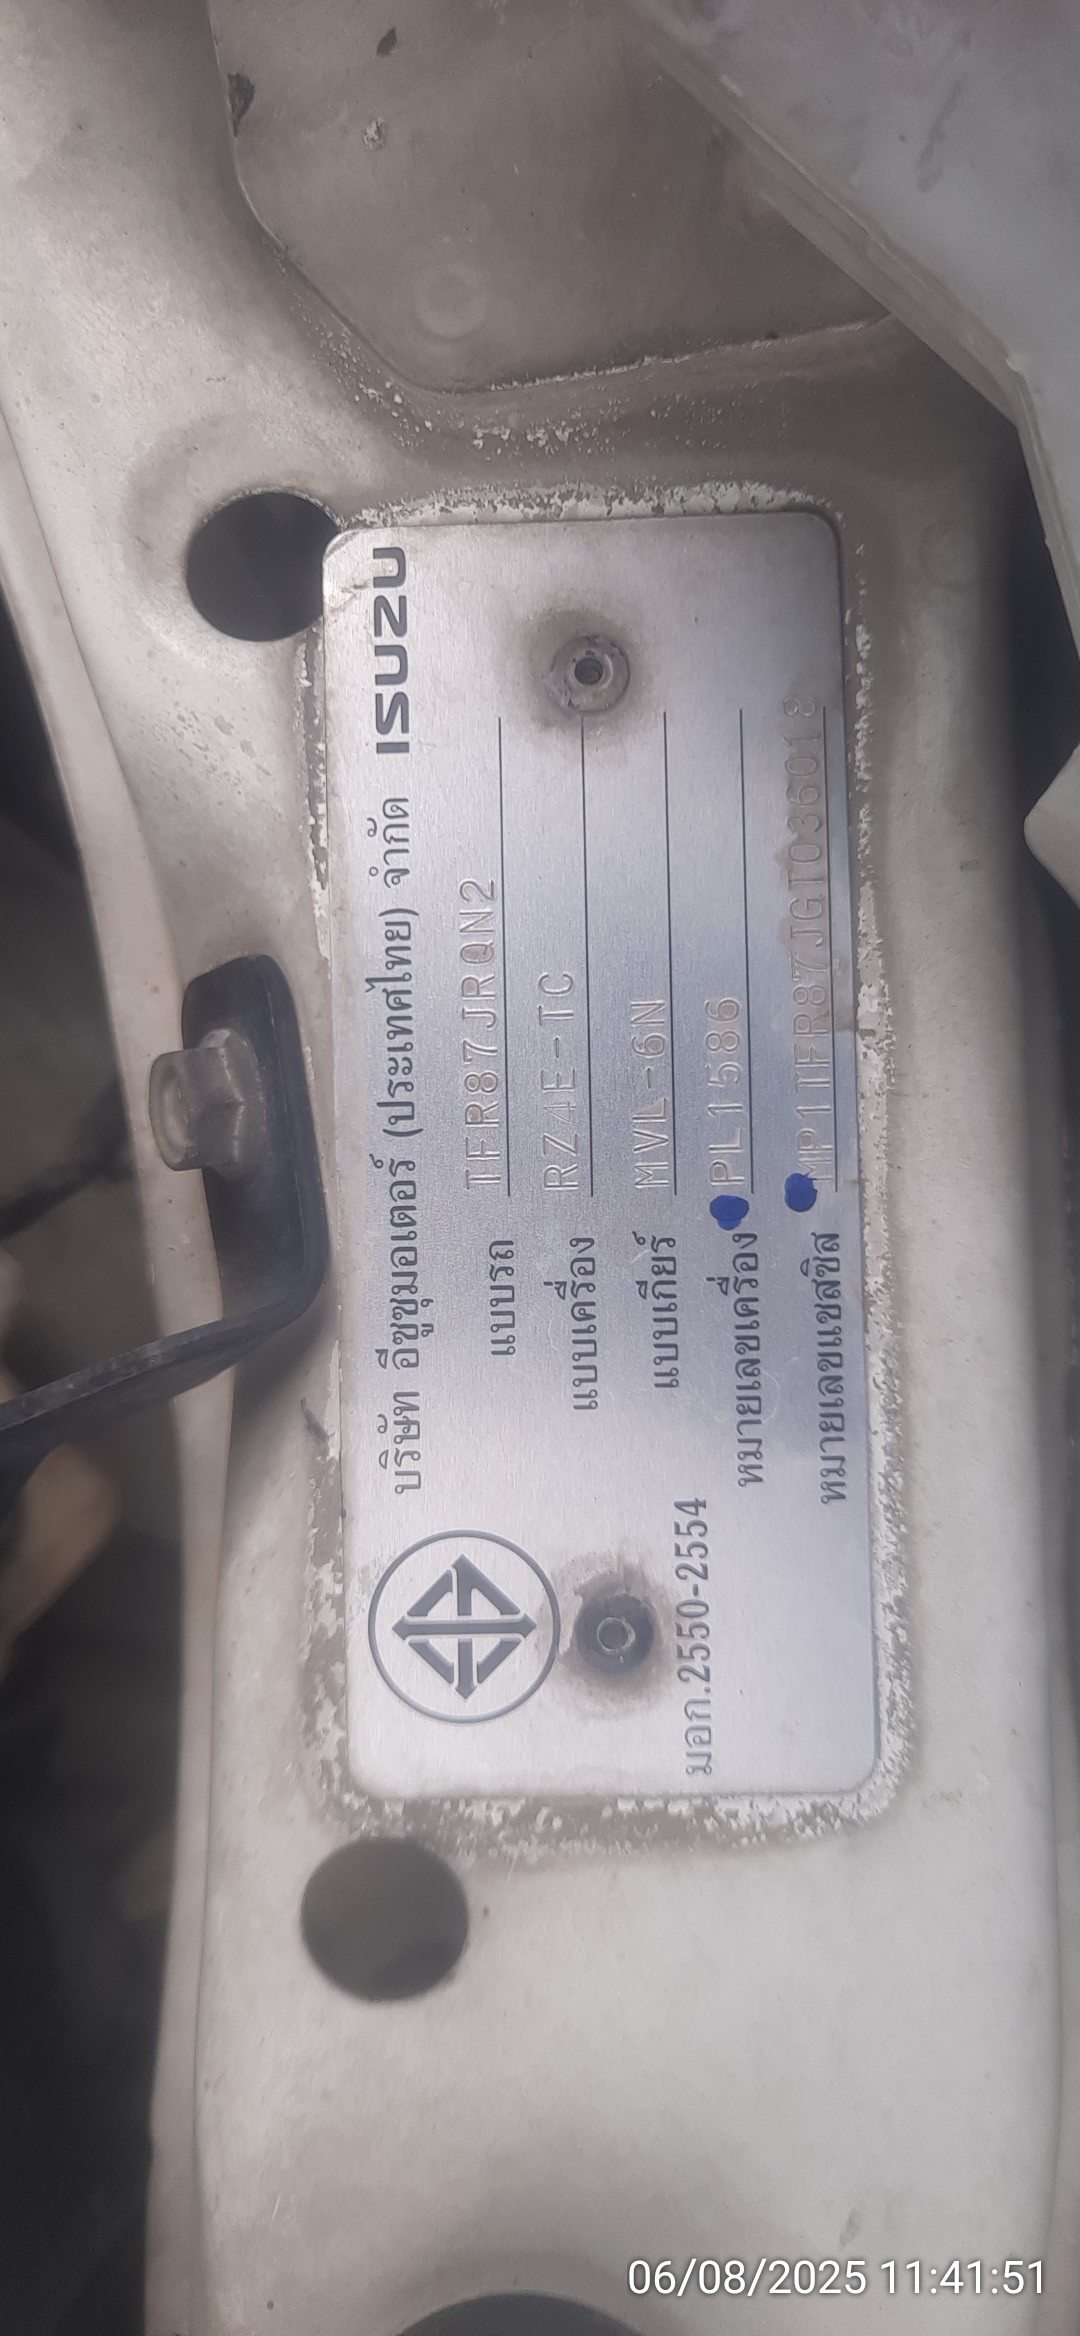 บริษัท อีซูซุมอเตอร์ (ประเทศไทย) จำกัด ISUZU
แบบรถ TFR87JRQN2
แบบเครื่อง RZ4E-TC
แบบเกียร์ MVL-6N
มอก.2550-2554
หมายเลขเครื่อง PL1586
หมายเลขแชสซิส MP1TFR87JGT036018
06/08/2025 11:41:51